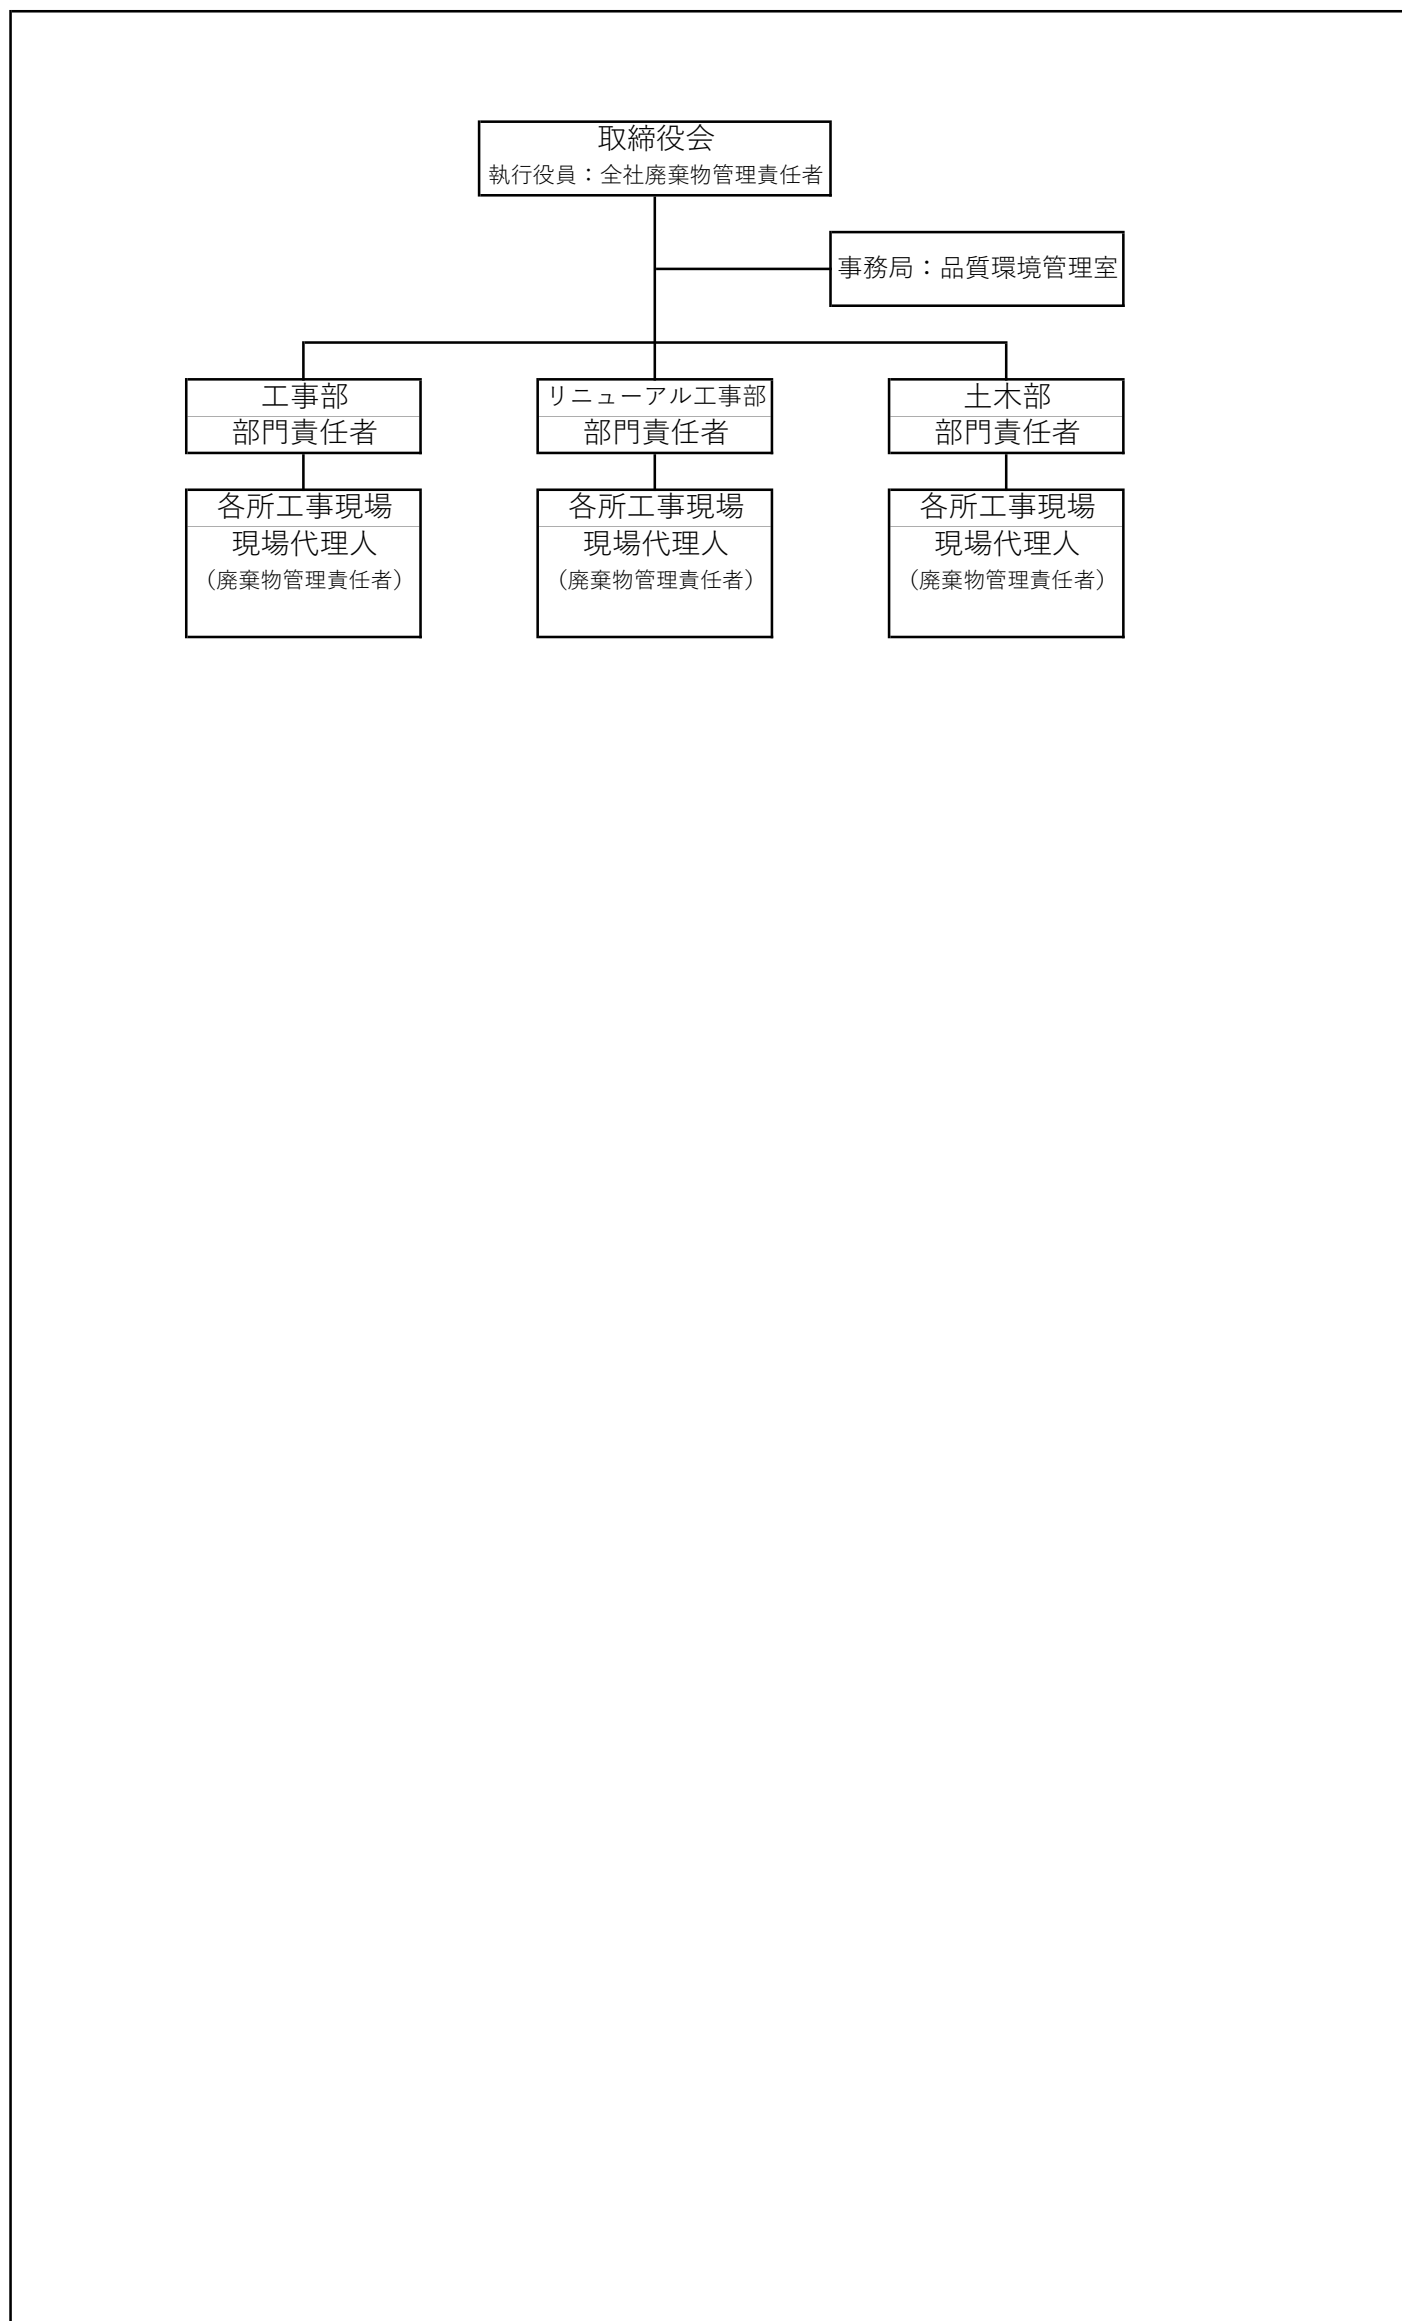 取締役会
執行役員：全社廃棄物管理責任者
事務局：品質環境管理室
工事部
部門責任者
リニューアル工事部
部門責任者
土木部
部門責任者
各所工事現場
現場代理人
（廃棄物管理責任者）
各所工事現場
現場代理人
（廃棄物管理責任者）
各所工事現場
現場代理人
（廃棄物管理責任者）